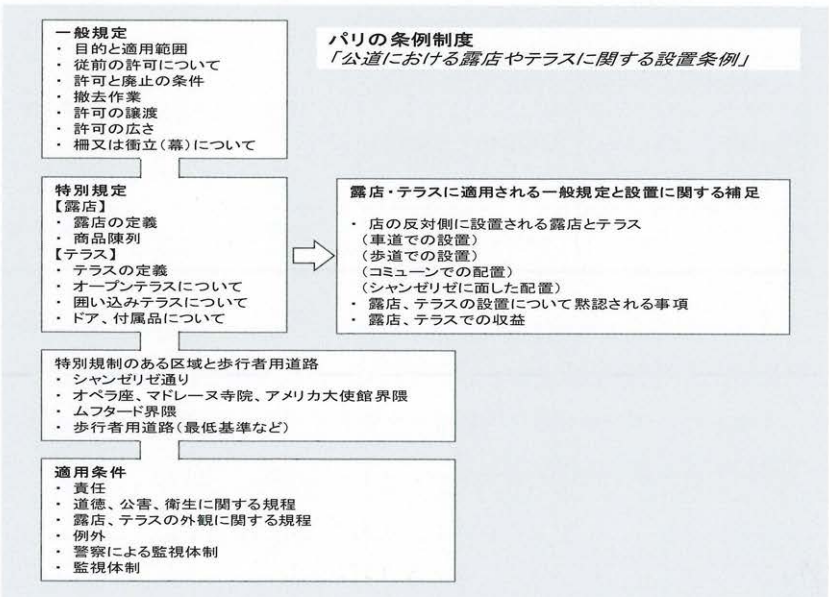 一般規定
・ 目的と適用範囲
・ 従前の許可について
・ 許可と廃止の条件
・ 撤去作業
・ 許可の譲渡
・ 許可の広さ
・ 柵又は衝立(幕)について
パリの条例制度
「公道における露店やテラスに関する設置条例」
特別規定
【露店】
・ 露店の定義
・ 商品陳列
【テラス】
・ テラスの定義
・ オープンテラスについて
・ 囲い込みテラスについて
・ ドア、付属品について
露店・テラスに適用される一般規定と設置に関する補足
・ 店の反対側に設置される露店とテラス
(車道での設置)
(歩道での設置)
(コミューンでの配置)
(シャンゼリゼに面した配置)
・ 露店、テラスの設置について黙認される事項
・ 露店、テラスでの収益
特別規制のある区域と歩行者用道路
・ シャンゼリゼ通り
・ オペラ座、マドレーヌ寺院、アメリカ大使館界隈
・ ムフタード界隈
・ 歩行者用道路(最低基準など)
適用条件
・ 責任
・ 道徳、公害、衛生に関する規程
・ 露店、テラスの外観に関する規程
・ 例外
・ 警察による監視体制
・ 監視体制